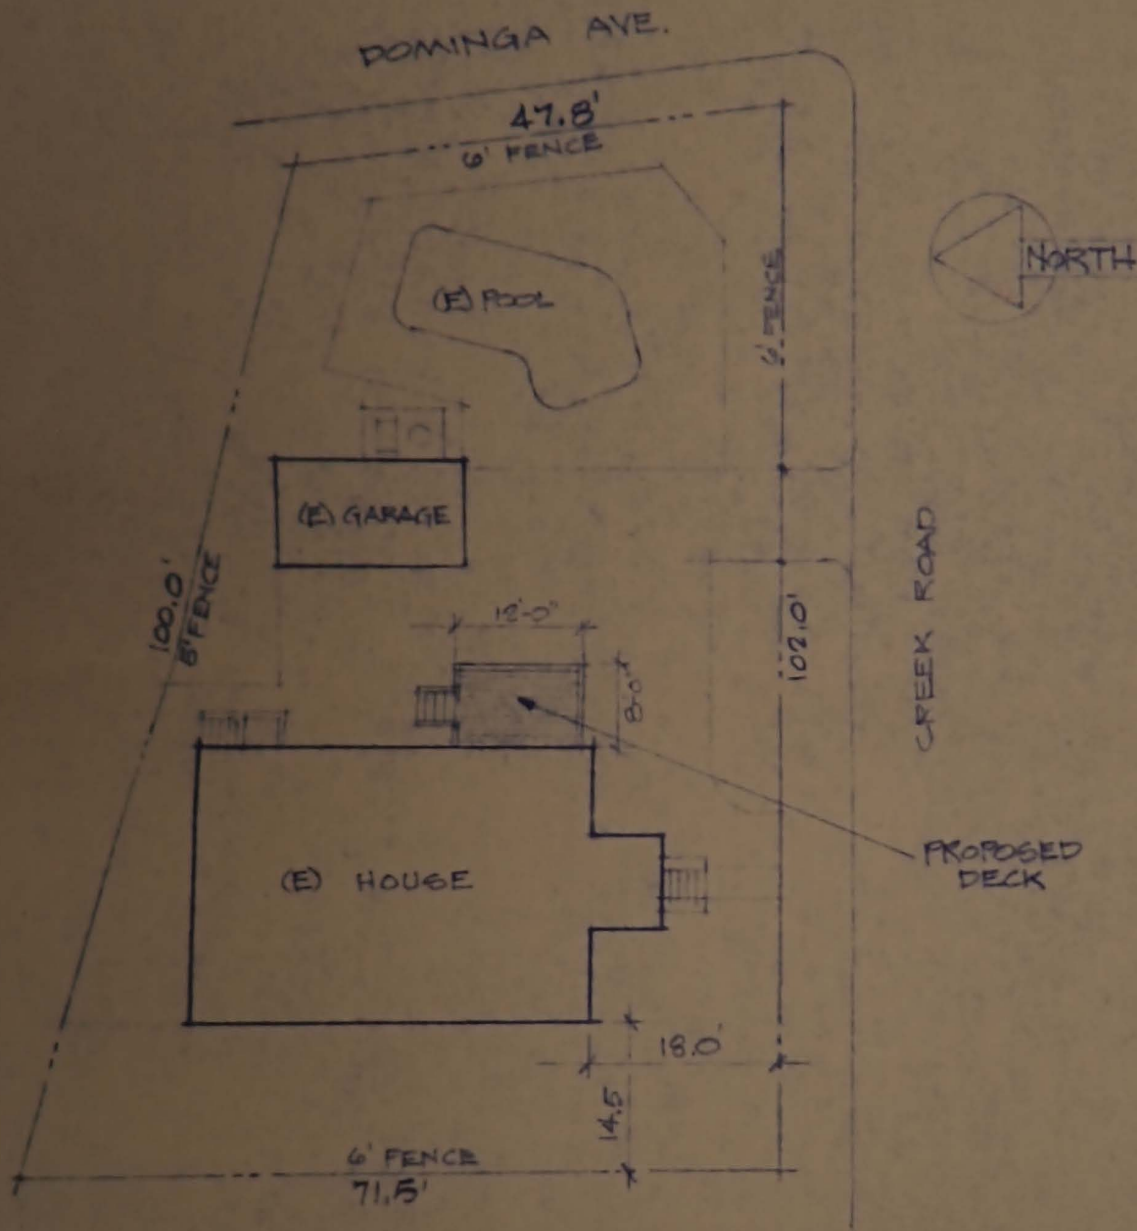 DOMINGA AVE.
47.8'
6' FENCE
(E) POOL
6' FENCE
NORTH
(E) GARAGE
100.0'
8' FENCE
12'-0"
8'-0"
102.0'
CREEK ROAD
PROPOSED
DECK
(E) HOUSE
18.0'
14.5
6' FENCE
71.5'